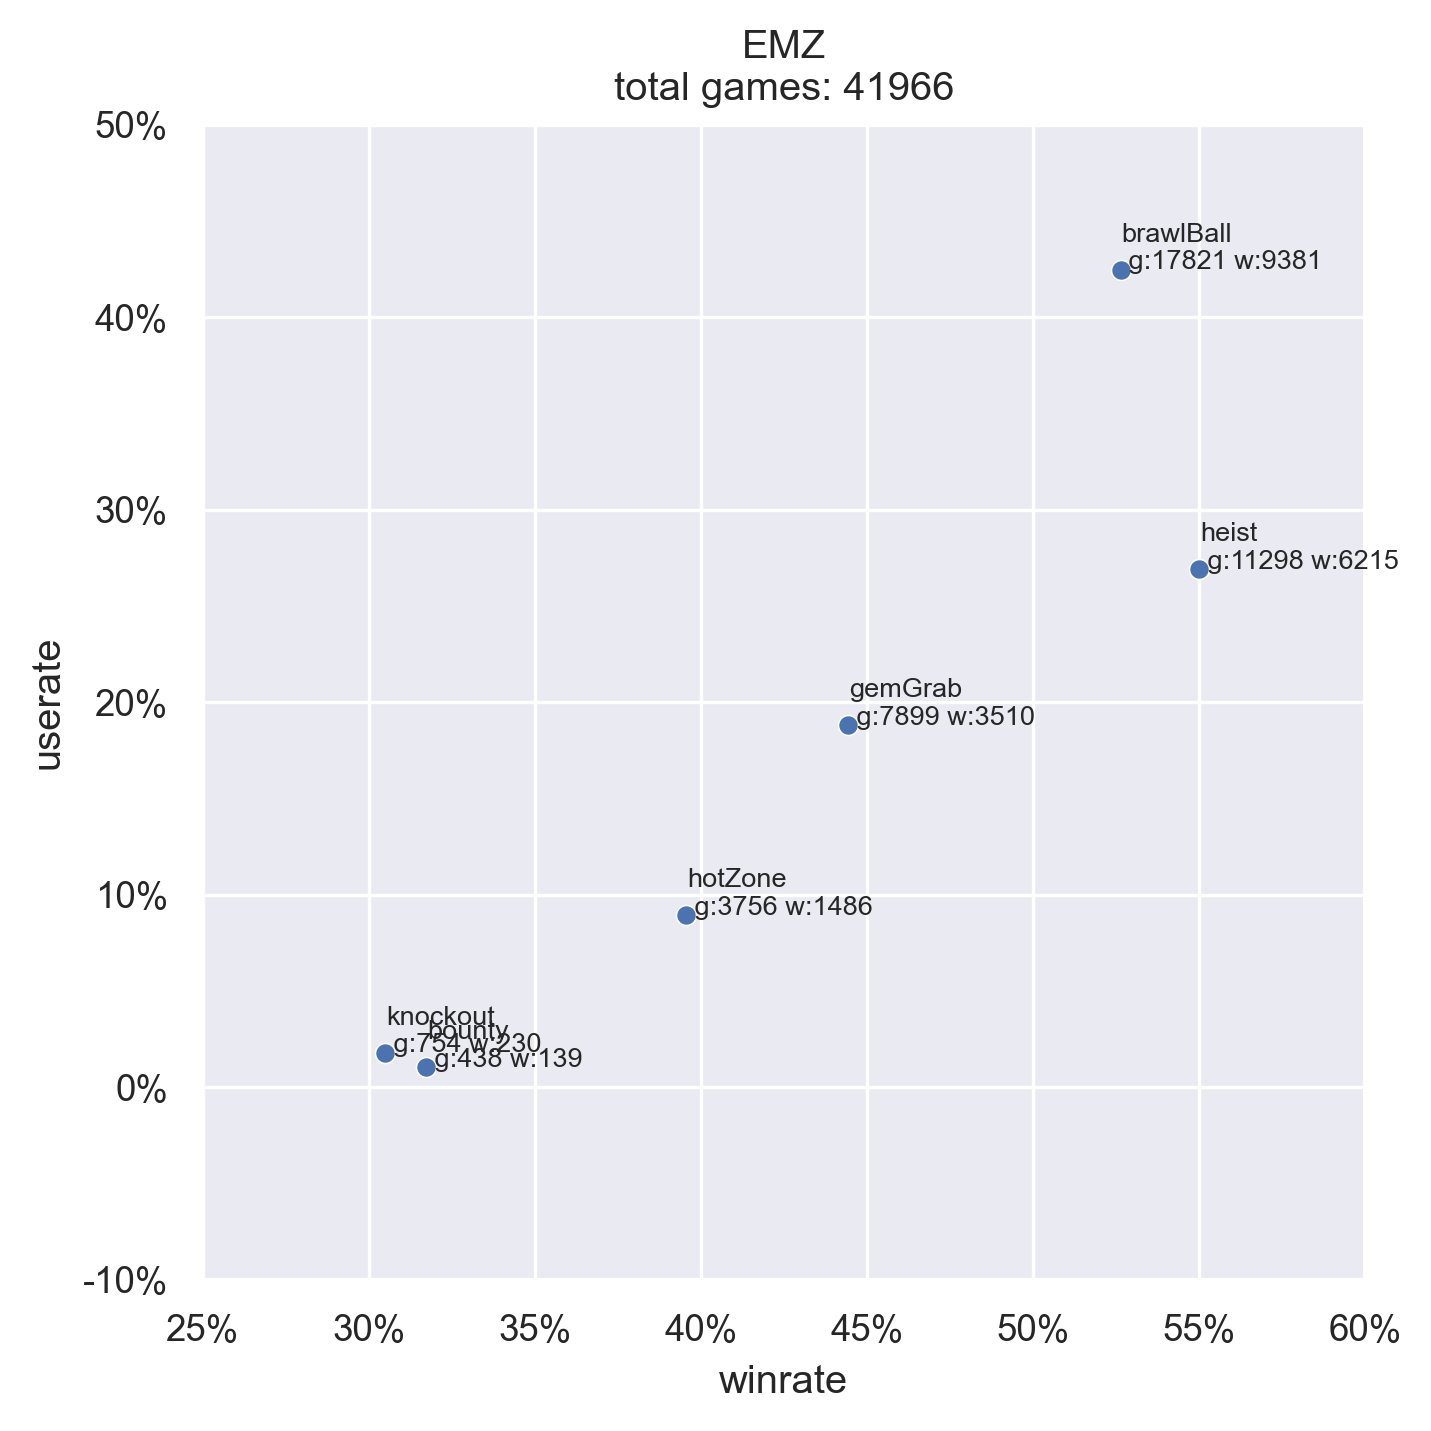 EMZ
total games: 41966
50%
40%
30%
20%
10%
0%
-10%
userate
brawlBall
g:17821 w:9381
heist
g:11298 w:6215
gemGrab
g:7899 w:3510
hotZone
g:3756 w:1486
knockout
g:754 w:230
bounty
g:438 w:139
25% 30% 35% 40% 45% 50% 55% 60%
winrate